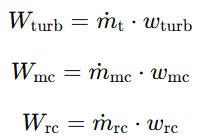 W_turb = ṁ_t · w_turb
W_mc = ṁ_mc · w_mc
W_rc = ṁ_rc · w_rc